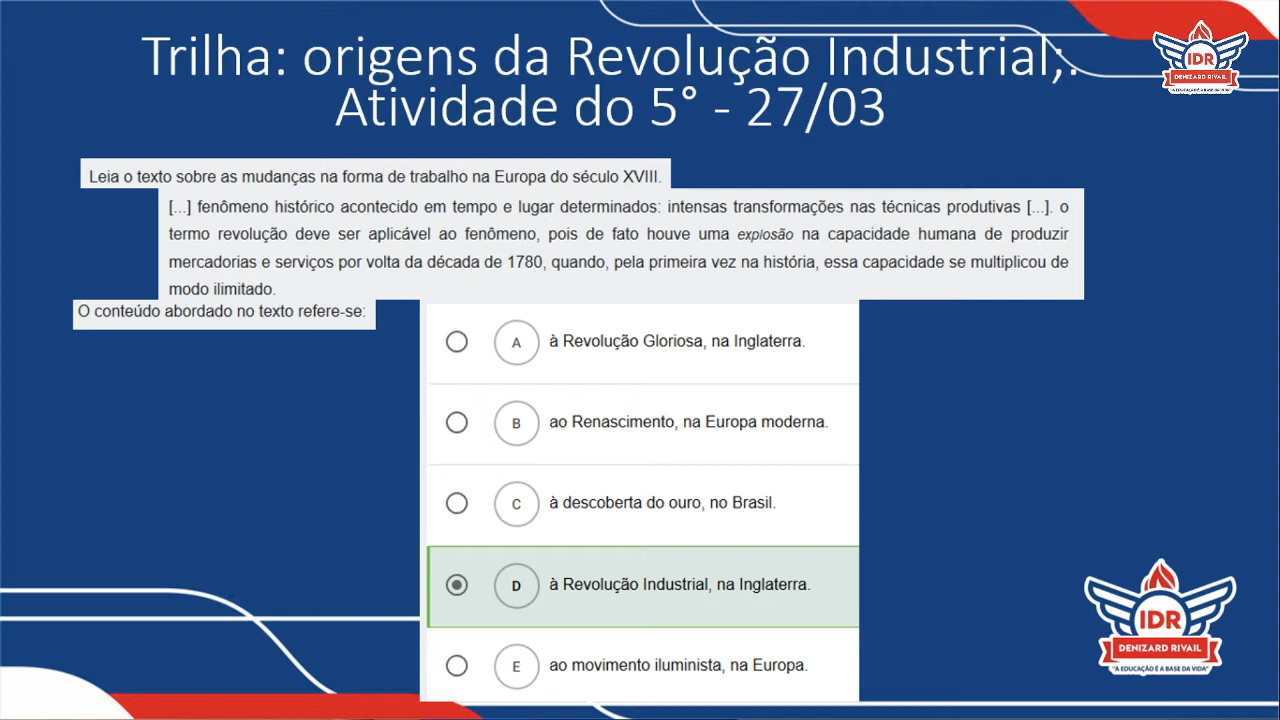 Trilha: origens da Revolução Industrial;.
Atividade do 5° - 27/03
IDR
DENIZARD RIVAIL
"A EDUCAÇÃO É A BASE DA VIDA"
Leia o texto sobre as mudanças na forma de trabalho na Europa do século XVIII.
[...] fenômeno histórico acontecido em tempo e lugar determinados: intensas transformações nas técnicas produtivas [...]. o
termo revolução deve ser aplicável ao fenômeno, pois de fato houve uma explosão na capacidade humana de produzir
mercadorias e serviços por volta da década de 1780, quando, pela primeira vez na história, essa capacidade se multiplicou de
modo ilimitado.
O conteúdo abordado no texto refere-se:
A à Revolução Gloriosa, na Inglaterra.
B ao Renascimento, na Europa moderna.
C à descoberta do ouro, no Brasil.
D à Revolução Industrial, na Inglaterra.
E ao movimento iluminista, na Europa.
IDR
DENIZARD RIVAIL
"A EDUCAÇÃO É A BASE DA VIDA"